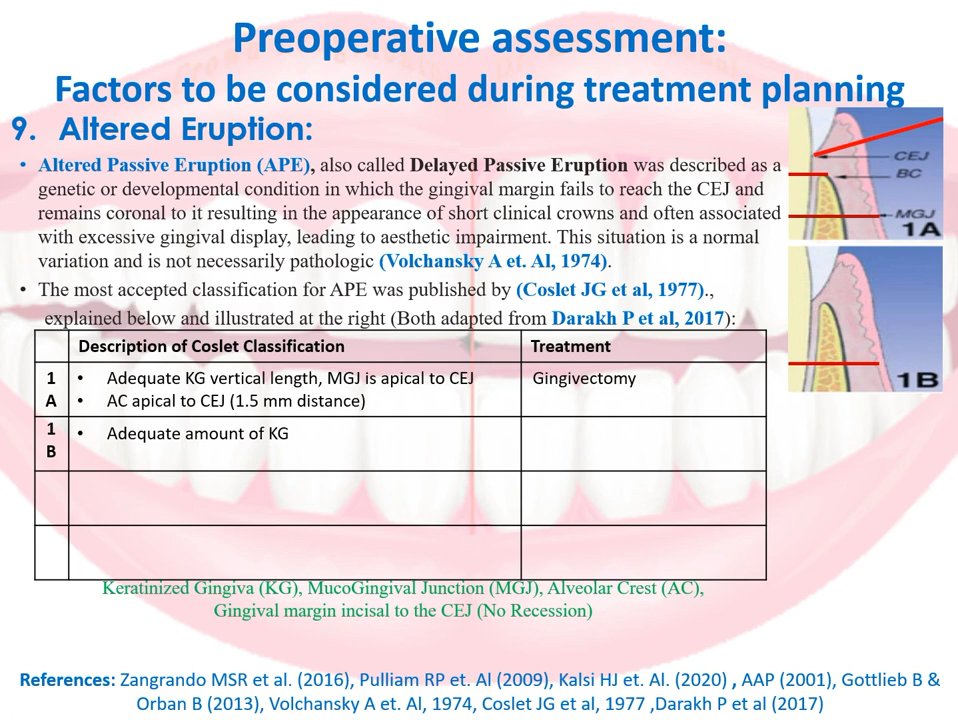 Preoperative assessment:
Factors to be considered during treatment planning
9. Altered Eruption:
• Altered Passive Eruption (APE), also called Delayed Passive Eruption was described as a
genetic or developmental condition in which the gingival margin fails to reach the CEJ and
remains coronal to it resulting in the appearance of short clinical crowns and often associated
with excessive gingival display, leading to aesthetic impairment. This situation is a normal
variation and is not necessarily pathologic (Volchansky A et. Al, 1974).
• The most accepted classification for APE was published by (Coslet JG et al, 1977).,
explained below and illustrated at the right (Both adapted from Darakh P et al, 2017):
CEJ
BC
MGJ
1A
1B
Description of Coslet Classification Treatment
1 A • Adequate KG vertical length, MGJ is apical to CEJ Gingivectomy
• AC apical to CEJ (1.5 mm distance)
1 B • Adequate amount of KG
Keratinized Gingiva (KG), MucoGingival Junction (MGJ), Alveolar Crest (AC),
Gingival margin incisal to the CEJ (No Recession)
References: Zangrando MSR et al. (2016), Pulliam RP et. Al (2009), Kalsi HJ et. Al. (2020) , AAP (2001), Gottlieb B &
Orban B (2013), Volchansky A et. Al, 1974, Coslet JG et al, 1977 ,Darakh P et al (2017)